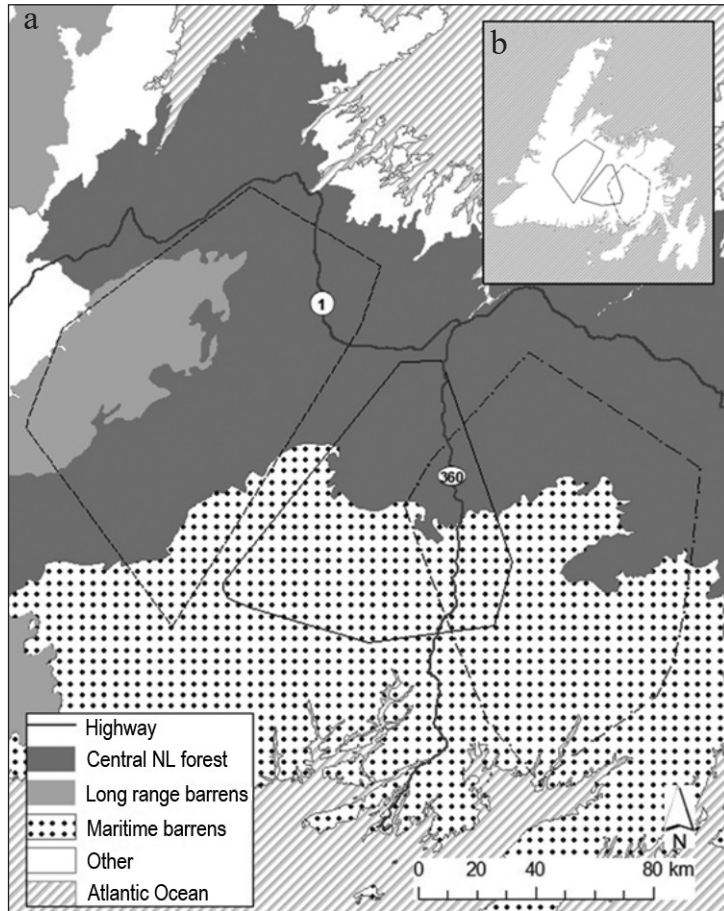 a
b
1
360
Highway
Central NL forest
Long range barrens
Maritime barrens
Other
Atlantic Ocean
N
0 20 40 80 km